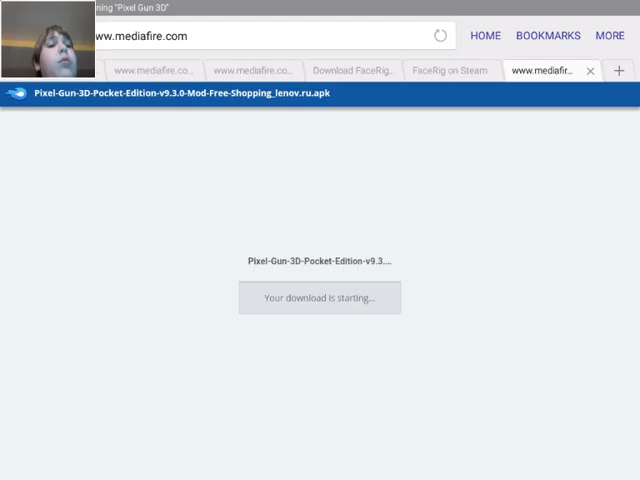 ning "Pixel Gun 3D"
ww.mediafire.com
HOME BOOKMARKS MORE
www.mediafire.co... www.mediafire.co... Download FaceRig... FaceRig on Steam www.mediafir...
Pixel-Gun-3D-Pocket-Edition-v9.3.0-Mod-Free-Shopping_lenov.ru.apk
Pixel-Gun-3D-Pocket-Edition-v9.3....
Your download is starting...